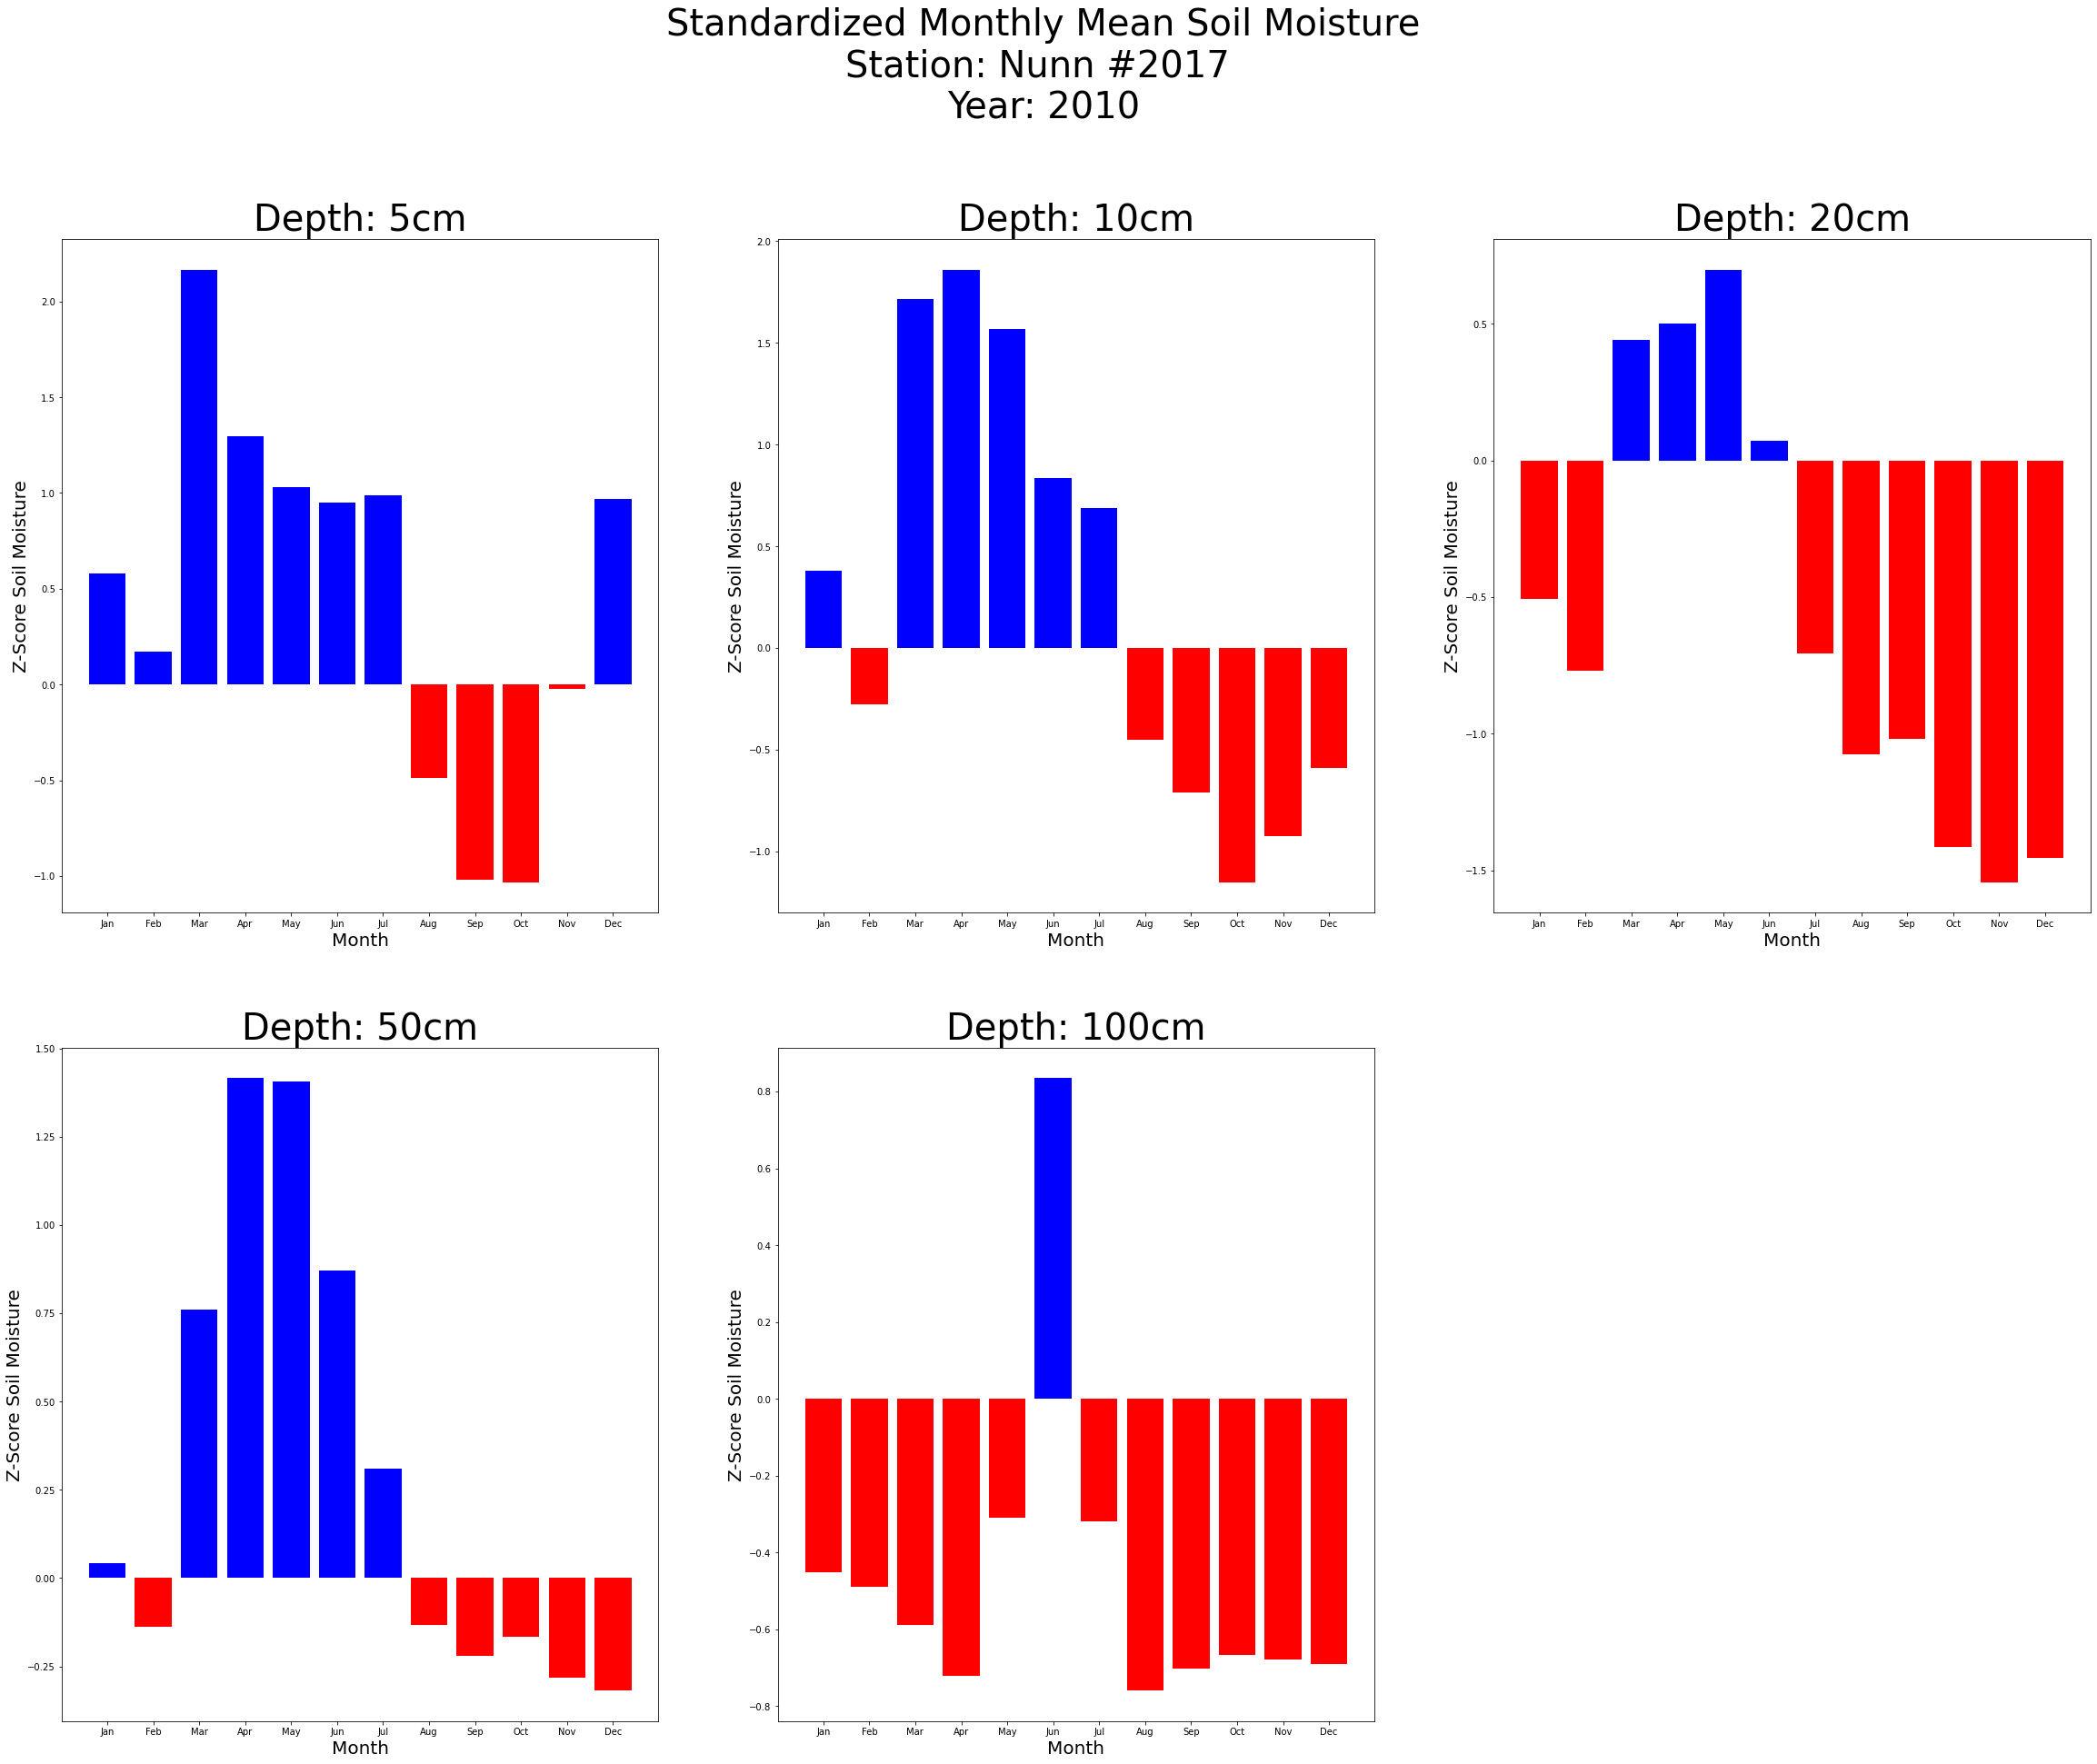 Standardized Monthly Mean Soil Moisture
Station: Nunn #2017
Year: 2010
Depth: 5cm
Z-Score Soil Moisture
2.0
1.5
1.0
0.5
0.0
−0.5
−1.0
Jan Feb Mar Apr May Jun Jul Aug Sep Oct Nov Dec
Month
Depth: 10cm
Z-Score Soil Moisture
2.0
1.5
1.0
0.5
0.0
−0.5
−1.0
Jan Feb Mar Apr May Jun Jul Aug Sep Oct Nov Dec
Month
Depth: 20cm
Z-Score Soil Moisture
0.5
0.0
−0.5
−1.0
−1.5
Jan Feb Mar Apr May Jun Jul Aug Sep Oct Nov Dec
Month
Depth: 50cm
Z-Score Soil Moisture
1.50
1.25
1.00
0.75
0.50
0.25
0.00
−0.25
Jan Feb Mar Apr May Jun Jul Aug Sep Oct Nov Dec
Month
Depth: 100cm
Z-Score Soil Moisture
0.8
0.6
0.4
0.2
0.0
−0.2
−0.4
−0.6
−0.8
Jan Feb Mar Apr May Jun Jul Aug Sep Oct Nov Dec
Month